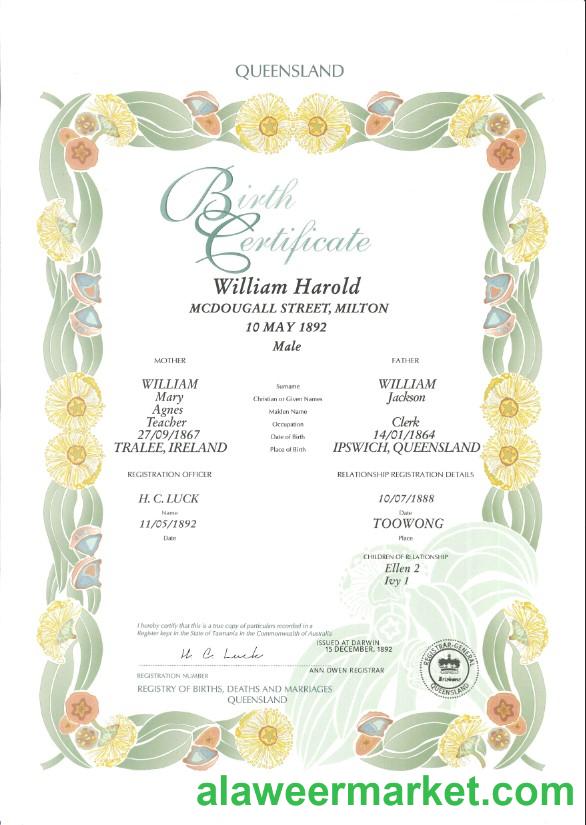 QUEENSLAND
Birth
Certificate
William Harold
MCDOUGALL STREET, MILTON
10 MAY 1892
Male
MOTHER FATHER
WILLIAM Surname WILLIAM
Mary Christian or Given Names Jackson
Agnes Maiden Name
Teacher Occupation Clerk
27/09/1867 Date of Birth 14/01/1864
TRALEE, IRELAND Place of Birth IPSWICH, QUEENSLAND
REGISTRATION OFFICER RELATIONSHIP REGISTRATION DETAILS
H. C. LUCK 10/07/1888
Name Date
11/05/1892 TOOWONG
Date Place
CHILDREN OF RELATIONSHIP
Ellen 2
Ivy 1
I hereby certify that this is a true copy of particulars recorded in a
Register kept in the State of Tasmania in the Commonwealth of Australia
ISSUED AT DARWIN
15 DECEMBER, 1892
H C Luck
ANN OWEN REGISTRAR
REGISTRATION NUMBER
REGISTRY OF BIRTHS, DEATHS AND MARRIAGES
QUEENSLAND
REGISTRAR-GENERAL
Brisbane
QUEENSLAND
alaweermarket.com